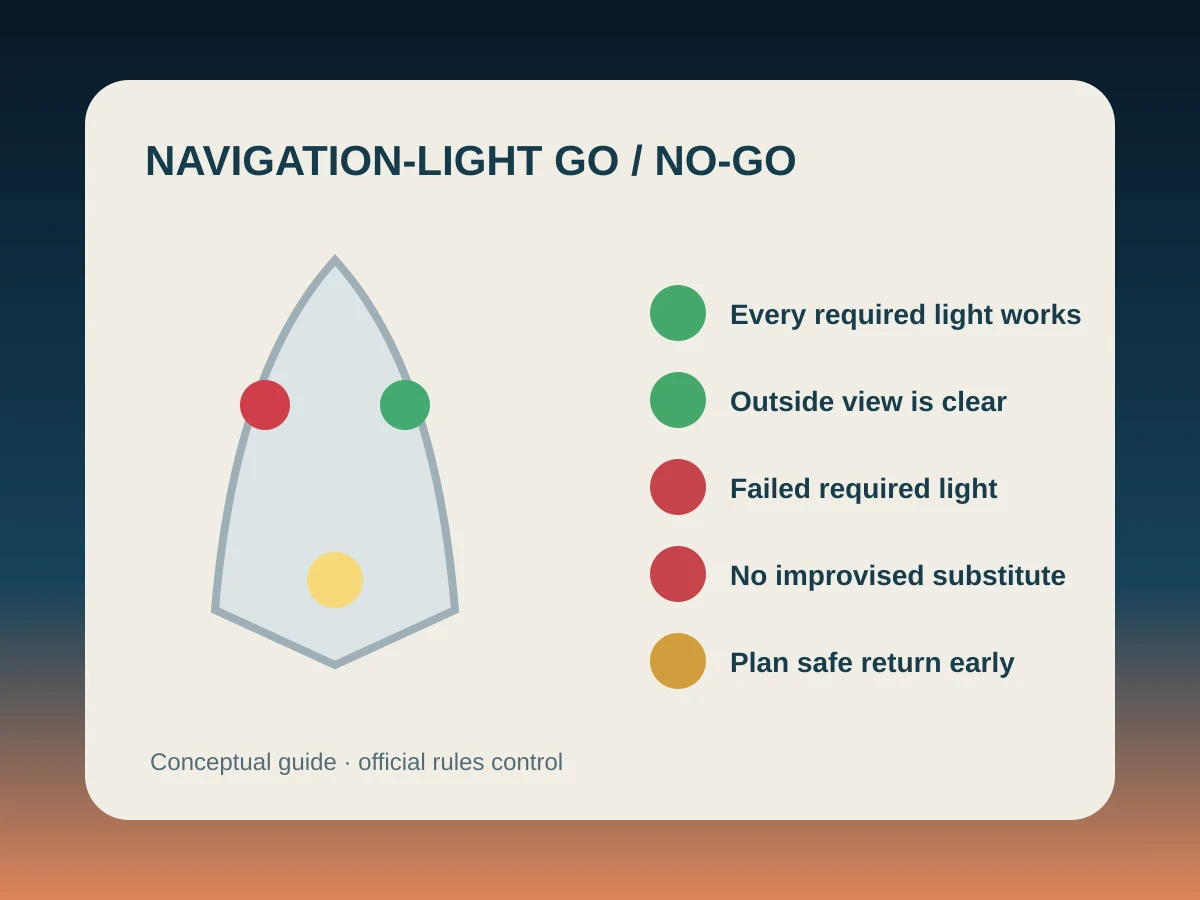 NAVIGATION-LIGHT GO / NO-GO
Every required light works
Outside view is clear
Failed required light
No improvised substitute
Plan safe return early
Conceptual guide · official rules control